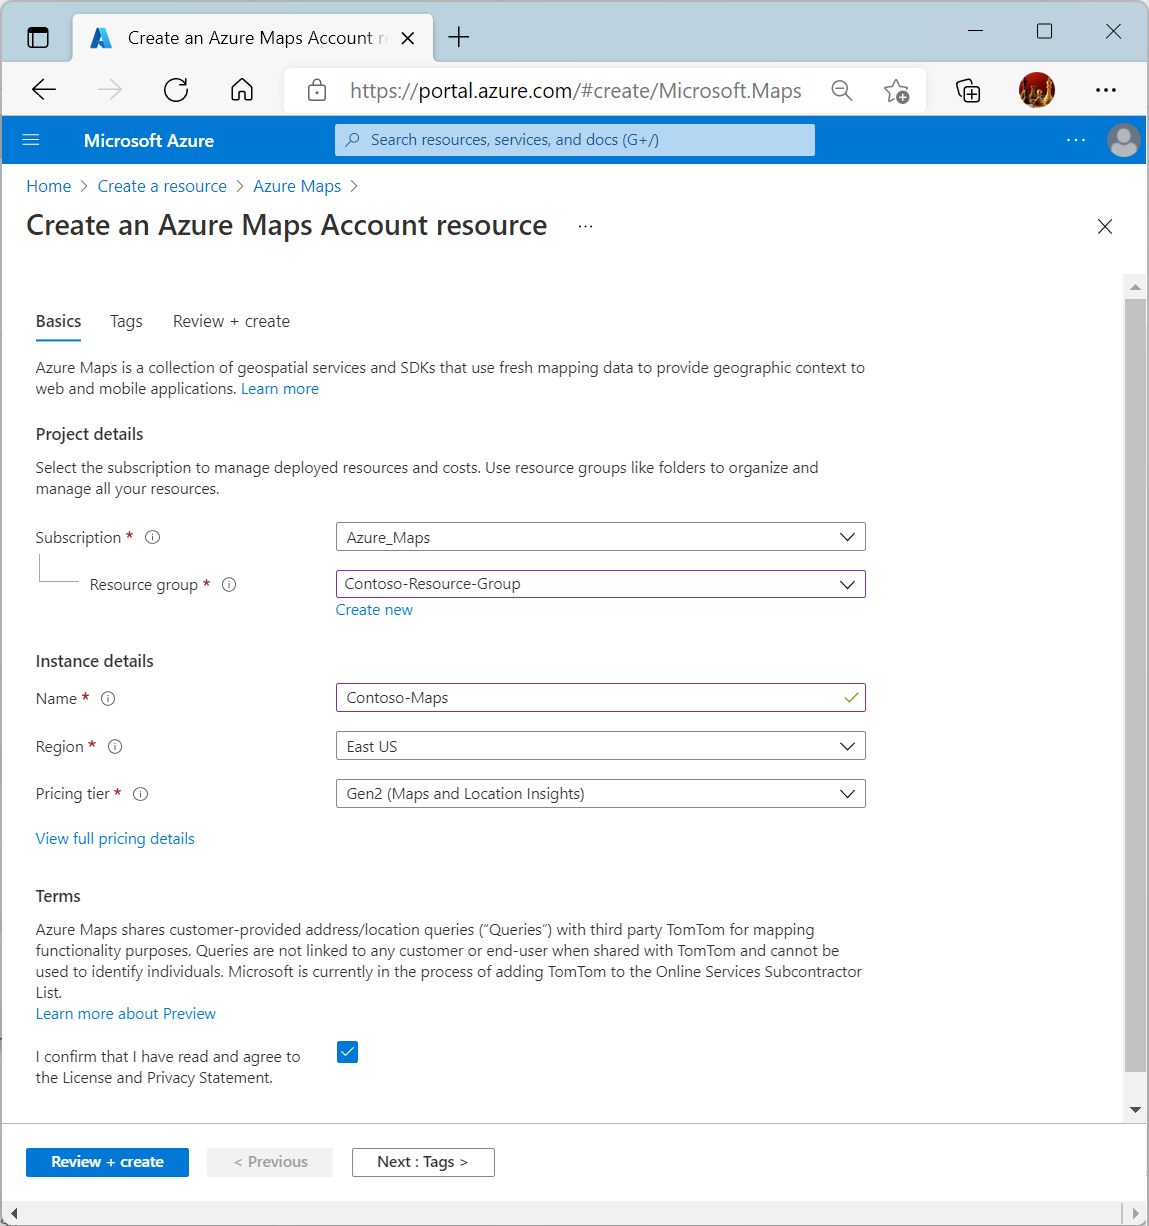 Create an Azure Maps Account r
https://portal.azure.com/#create/Microsoft.Maps
Microsoft Azure
Search resources, services, and docs (G+/)
Home > Create a resource > Azure Maps >
Create an Azure Maps Account resource ...
Basics Tags Review + create
Azure Maps is a collection of geospatial services and SDKs that use fresh mapping data to provide geographic context to
web and mobile applications. Learn more
Project details
Select the subscription to manage deployed resources and costs. Use resource groups like folders to organize and
manage all your resources.
Subscription * Azure_Maps
Resource group * Contoso-Resource-Group
Create new
Instance details
Name * Contoso-Maps
Region * East US
Pricing tier * Gen2 (Maps and Location Insights)
View full pricing details
Terms
Azure Maps shares customer-provided address/location queries (“Queries”) with third party TomTom for mapping
functionality purposes. Queries are not linked to any customer or end-user when shared with TomTom and cannot be
used to identify individuals. Microsoft is currently in the process of adding TomTom to the Online Services Subcontractor
List.
Learn more about Preview
I confirm that I have read and agree to
the License and Privacy Statement.
Review + create < Previous Next : Tags >